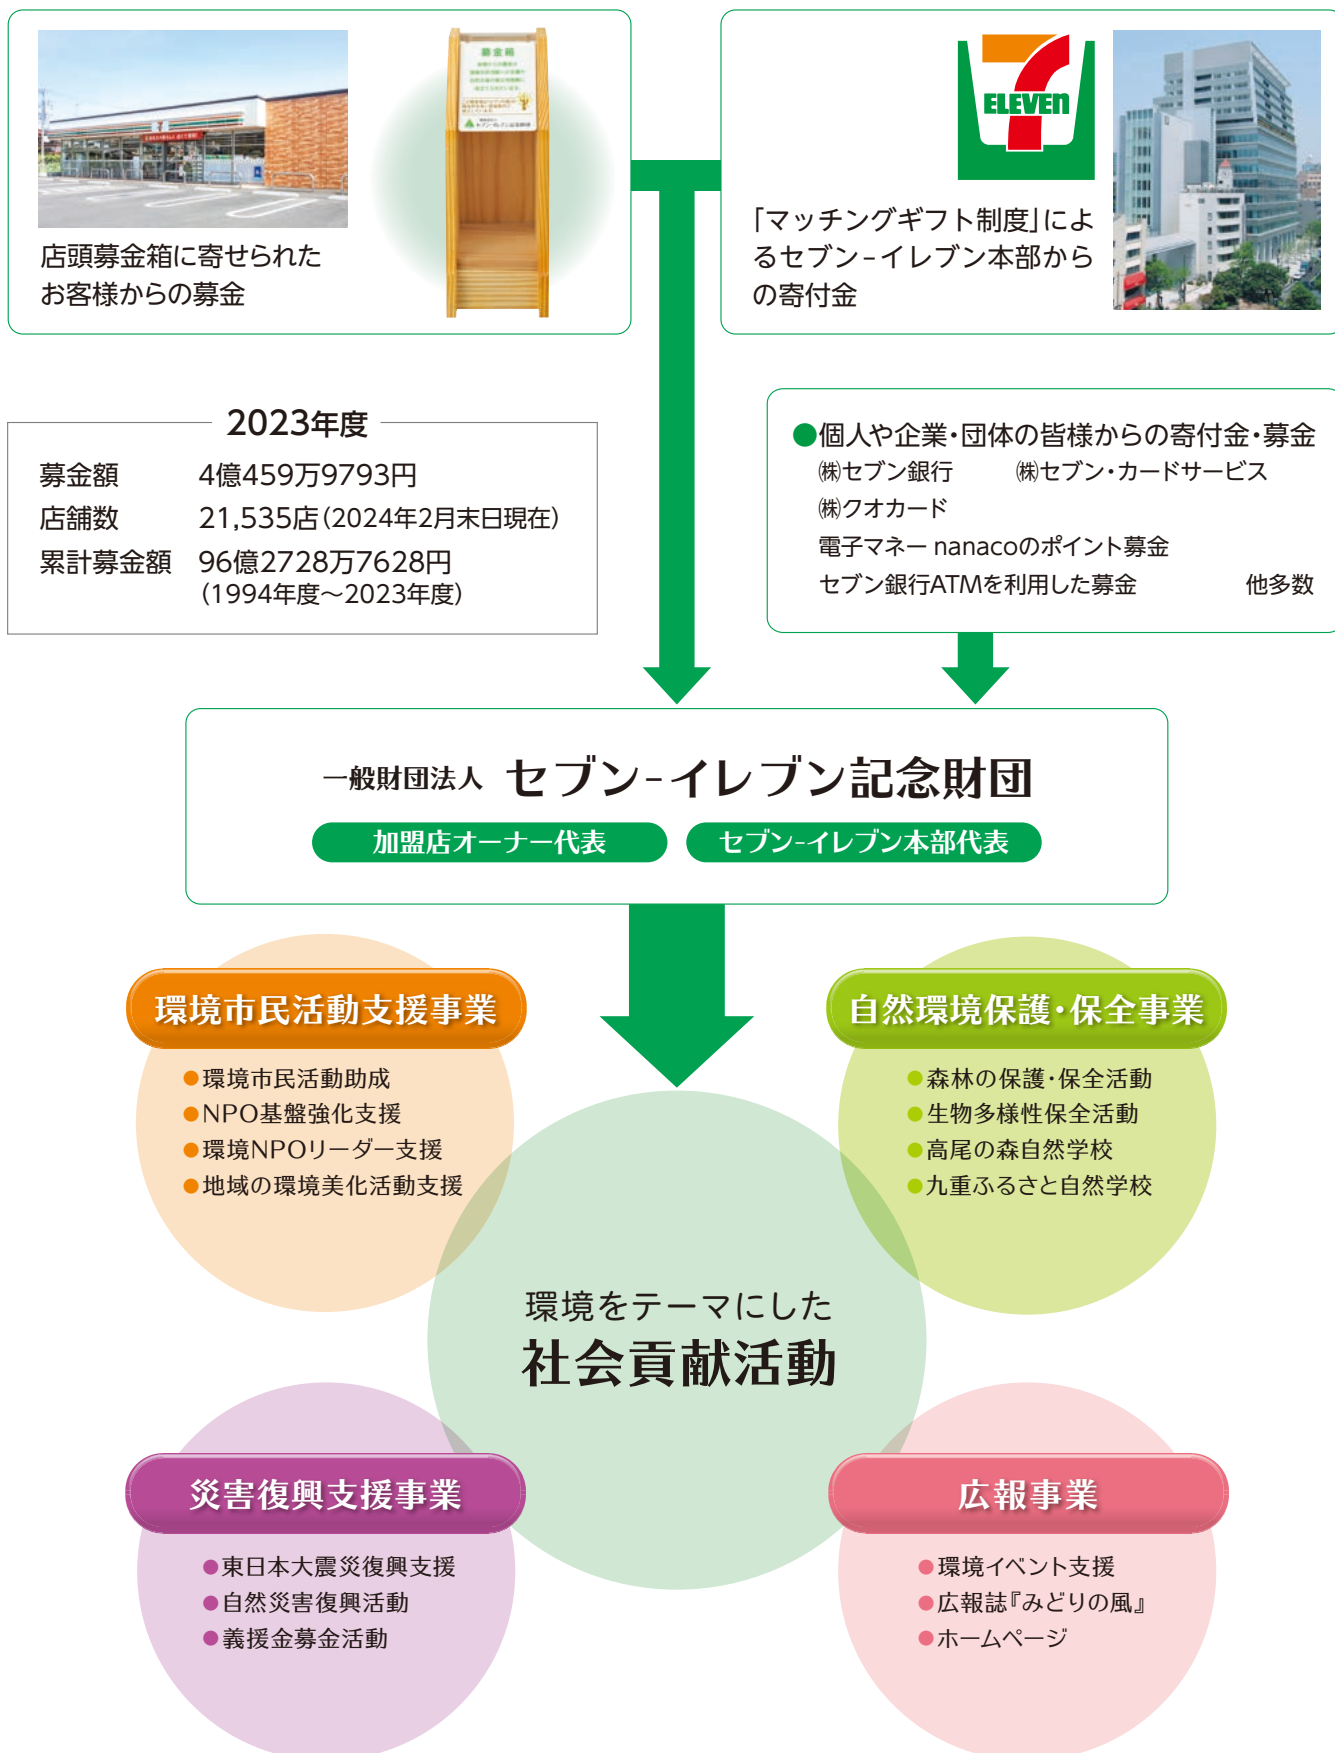 募金箱
セブン-イレブン記念財団
店頭募金箱に寄せられた
お客様からの募金
7
ELEVEN
「マッチングギフト制度」によ
るセブン-イレブン本部から
の寄付金
2023年度
募金額 4億459万9793円
店舗数 21,535店(2024年2月末日現在)
累計募金額 96億2728万7628円
(1994年度〜2023年度)
●個人や企業・団体の皆様からの寄付金・募金
㈱セブン銀行 ㈱セブン・カードサービス
㈱クオカード
電子マネー nanacoのポイント募金
セブン銀行ATMを利用した募金 他多数
一般財団法人 セブン-イレブン記念財団
加盟店オーナー代表 セブン-イレブン本部代表
環境市民活動支援事業
●環境市民活動助成
●NPO基盤強化支援
●環境NPOリーダー支援
●地域の環境美化活動支援
自然環境保護・保全事業
●森林の保護・保全活動
●生物多様性保全活動
●高尾の森自然学校
●九重ふるさと自然学校
環境をテーマにした
社会貢献活動
災害復興支援事業
●東日本大震災復興支援
●自然災害復興活動
●義援金募金活動
広報事業
●環境イベント支援
●広報誌『みどりの風』
●ホームページ